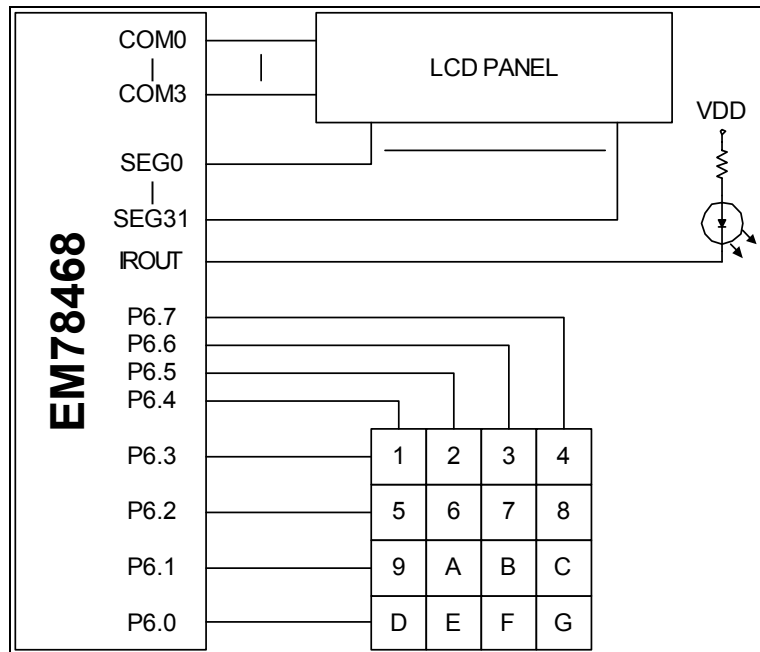 COM0
COM3
LCD PANEL
VDD
SEG0
SEG31
IROUT
EM78468
P6.7
P6.6
P6.5
P6.4
P6.3
1 2 3 4
P6.2
5 6 7 8
P6.1
9 A B C
P6.0
D E F G